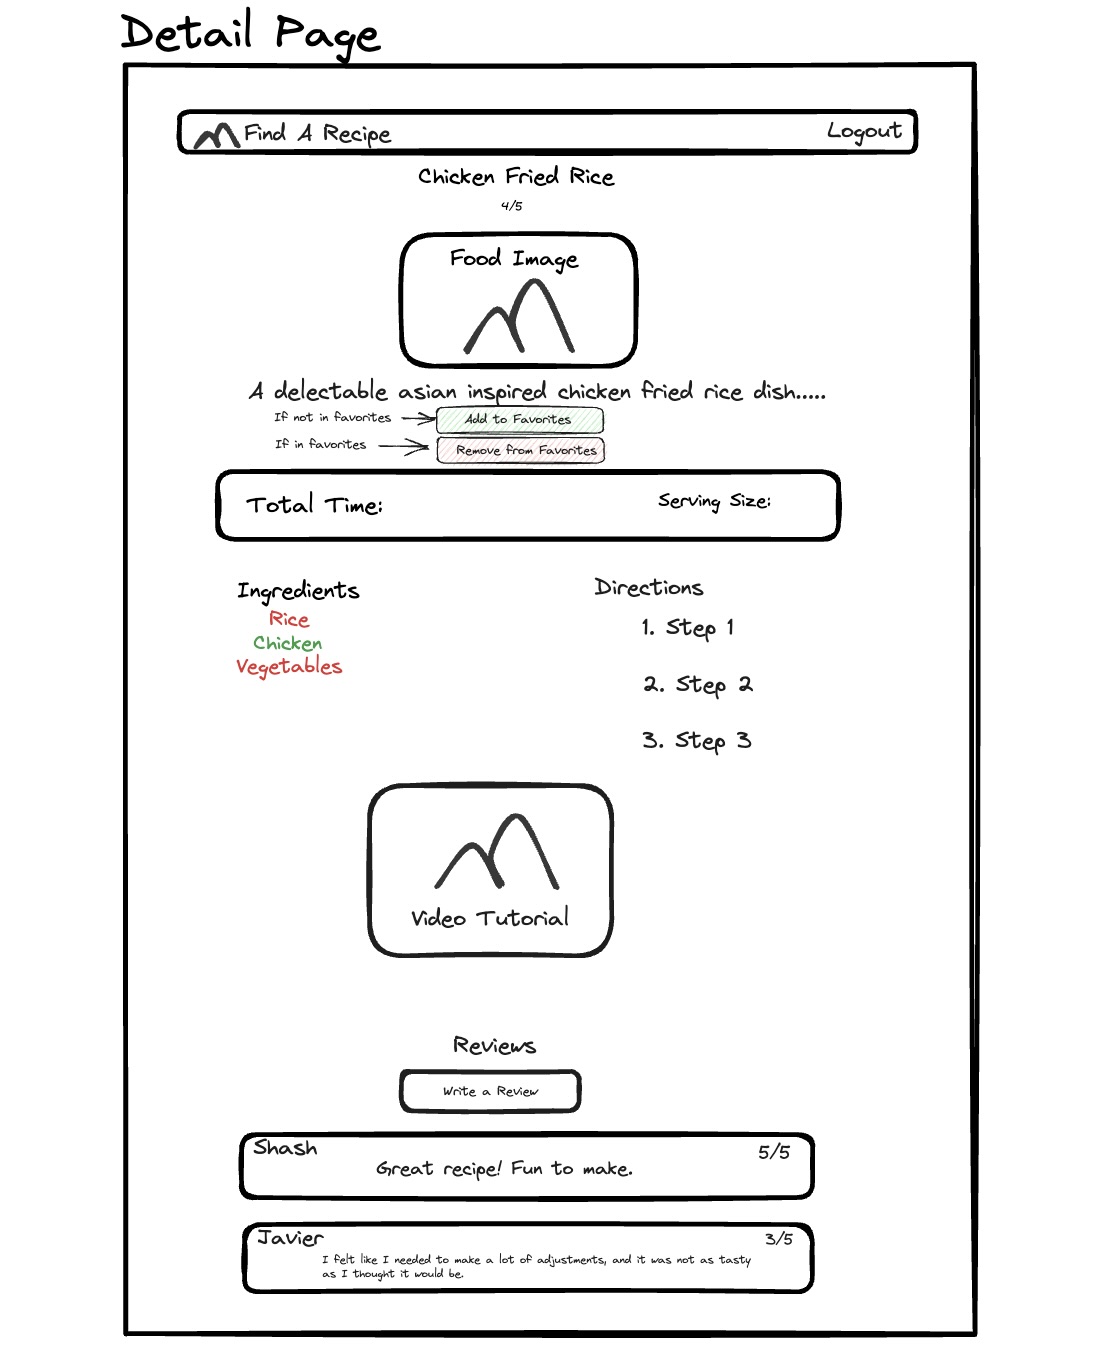 Detail Page
Find A Recipe
Logout
Chicken Fried Rice
4/5
Food Image
A delectable asian inspired chicken fried rice dish.....
If not in favorites
Add to Favorites
If in favorites
Remove from Favorites
Total Time:
Serving Size:
Ingredients
Rice
Chicken
Vegetables
Directions
1. Step 1
2. Step 2
3. Step 3
Video Tutorial
Reviews
Write a Review
Shash
5/5
Great recipe! Fun to make.
Javier
3/5
I felt like I needed to make a lot of adjustments, and it was not as tasty
as I thought it would be.